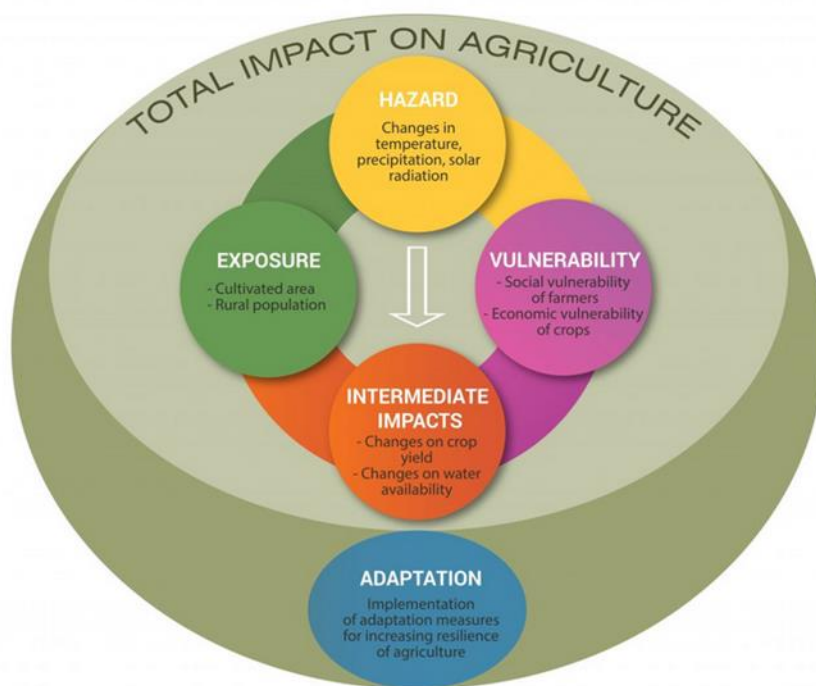 TOTAL IMPACT ON AGRICULTURE
HAZARD
Changes in
temperature,
precipitation, solar
radiation
EXPOSURE
- Cultivated area
- Rural population
VULNERABILITY
- Social vulnerability
of farmers
- Economic vulnerability
of crops
INTERMEDIATE
IMPACTS
- Changes on crop
yield
- Changes on water
availability
ADAPTATION
Implementation
of adaptation measures
for increasing resilience
of agriculture